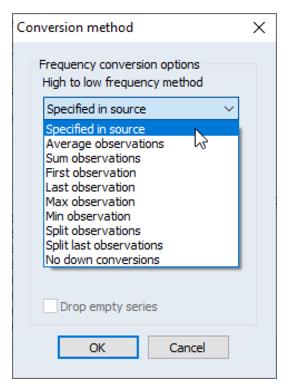 Conversion method
Frequency conversion options
High to low frequency method
Specified in source
Specified in source
Average observations
Sum observations
First observation
Last observation
Max observation
Min observation
Split observations
Split last observations
No down conversions
Drop empty series
OK Cancel